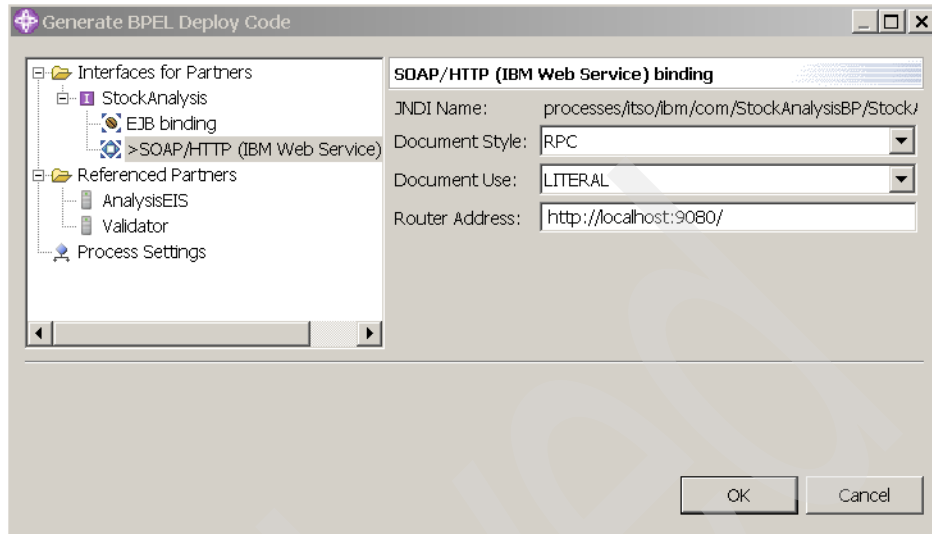 Generate BPEL Deploy Code
Interfaces for Partners
StockAnalysis
EJB binding
>SOAP/HTTP (IBM Web Service)
Referenced Partners
AnalysisEIS
Validator
Process Settings
SOAP/HTTP (IBM Web Service) binding
JNDI Name: processes/itso/ibm/com/StockAnalysisBP/Stock
Document Style: RPC
Document Use: LITERAL
Router Address: http://localhost:9080/
OK Cancel